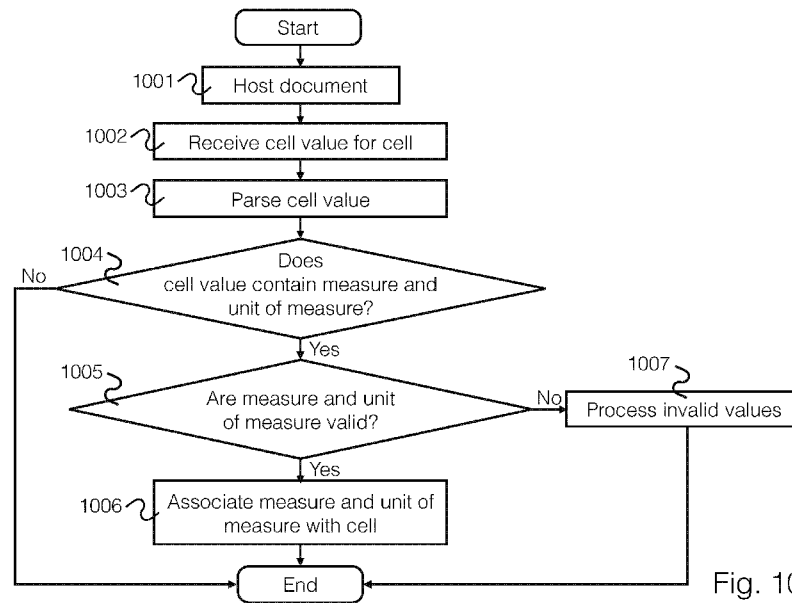 Start
1001
Host document
1002
Receive cell value for cell
1003
Parse cell value
1004
No
Does
cell value contain measure and
unit of measure?
Yes
1005
1007
Are measure and unit
of measure valid?
No
Process invalid values
Yes
1006
Associate measure and unit of
measure with cell
End
Fig. 10